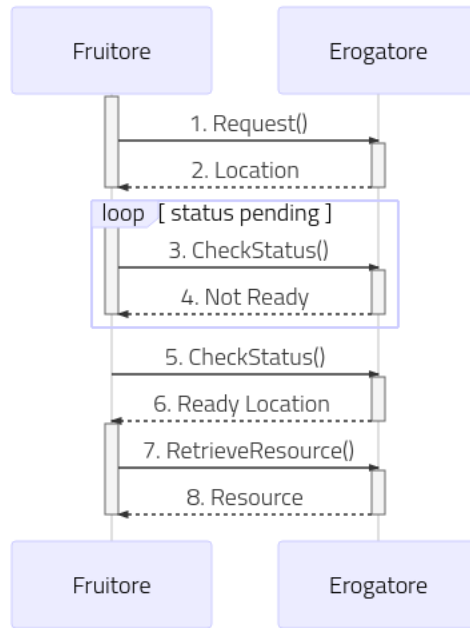 Fruitore Erogatore
1. Request()
2. Location
loop [ status pending ]
3. CheckStatus()
4. Not Ready
5. CheckStatus()
6. Ready Location
7. RetrieveResource()
8. Resource
Fruitore Erogatore